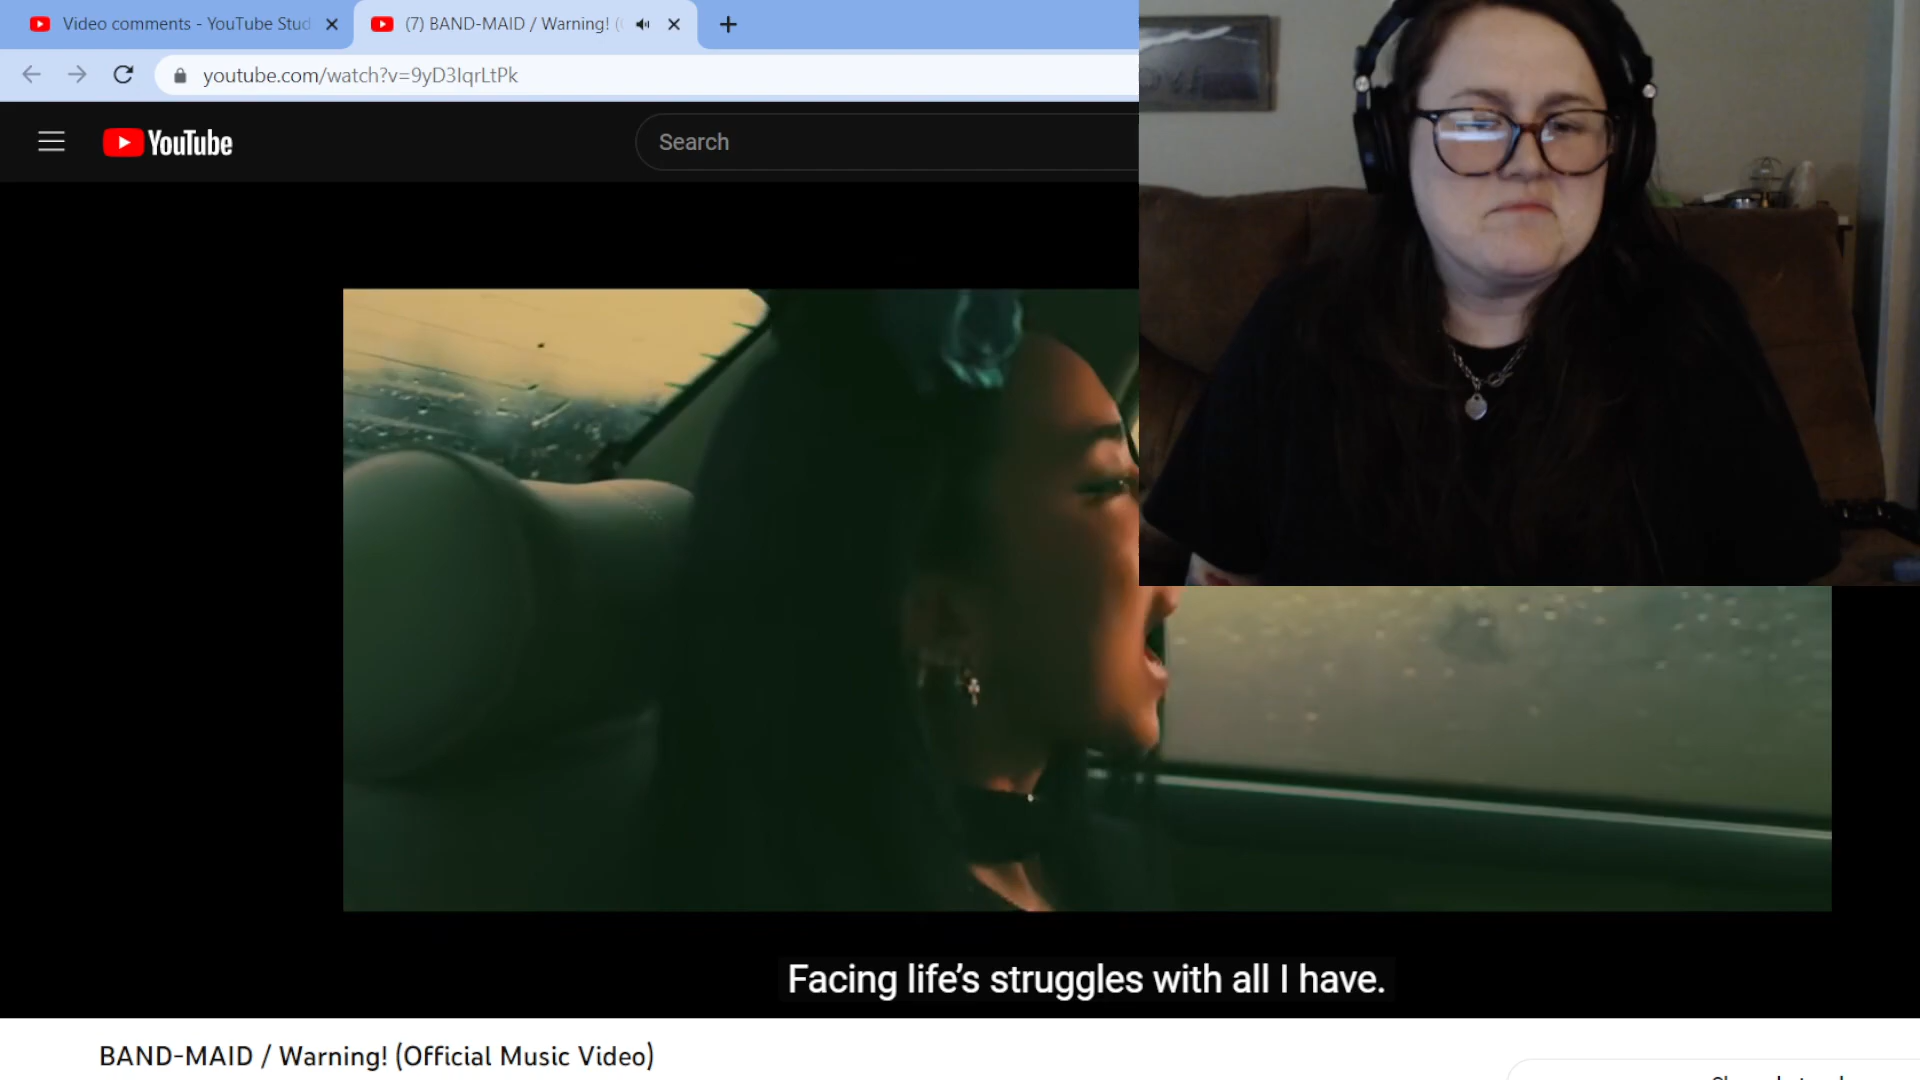 Video comments - YouTube Stud
(7) BAND-MAID / Warning! (
youtube.com/watch?v=9yD3IqrLtPk
YouTube
Search
Facing life’s struggles with all I have.
BAND-MAID / Warning! (Official Music Video)